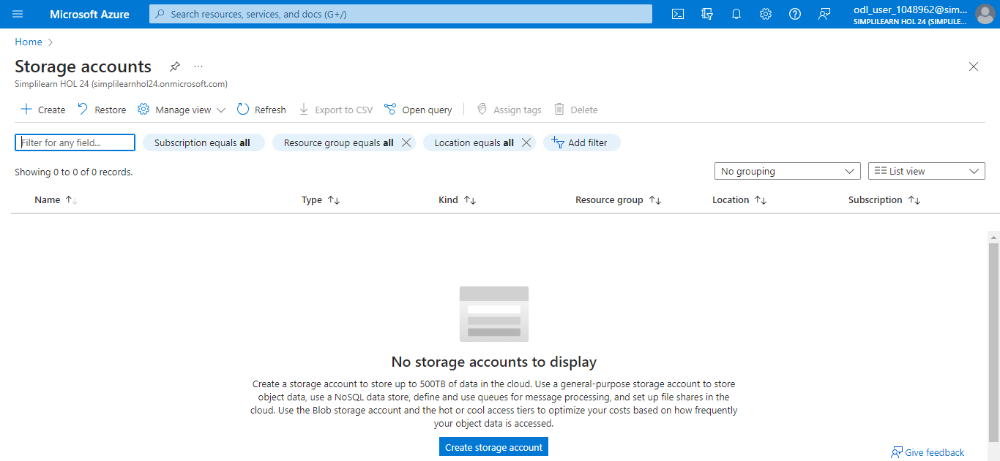 Microsoft Azure
Search resources, services, and docs (G+/)
odl_user_1048962@sim...
SIMPLILEARN HOL 24 (SIMPLILE...
Home
Storage accounts
...
Simplilearn HOL 24 (simplilearnhol24.onmicrosoft.com)
Create Restore Manage view Refresh Export to CSV Open query Assign tags Delete
Filter for any field... Subscription equals all Resource group equals all Location equals all Add filter
Showing 0 to 0 of 0 records.
No grouping List view
Name Type Kind Resource group Location Subscription
No storage accounts to display
Create a storage account to store up to 500TB of data in the cloud. Use a general-purpose storage account to store
object data, use a NoSQL data store, define and use queues for message processing, and set up file shares in the
cloud. Use the Blob storage account and the hot or cool access tiers to optimize your costs based on how frequently
your object data is accessed.
Create storage account
Give feedback